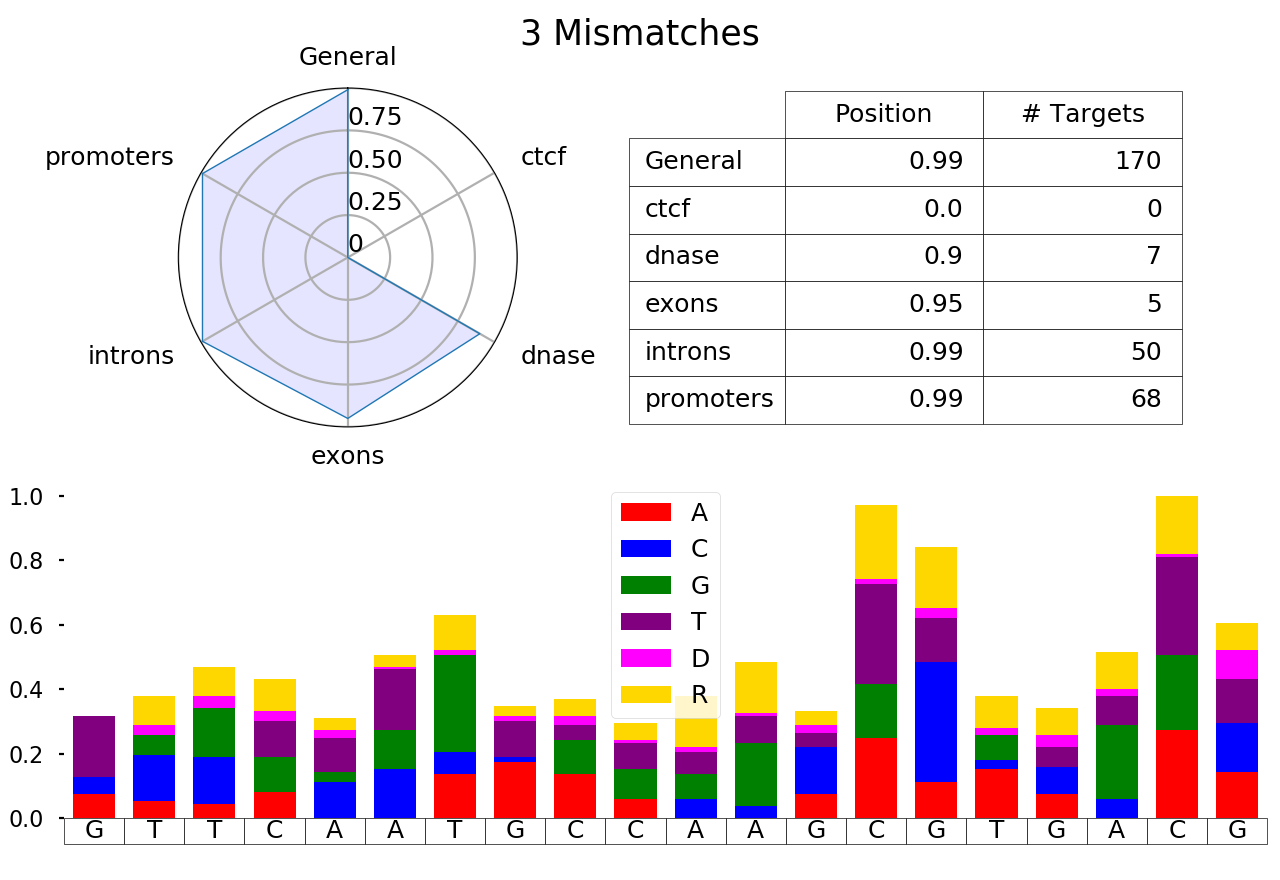 3 Mismatches
General
promoters
ctcf
introns
dnase
exons
0.75
0.50
0.25
0
Position # Targets
General 0.99 170
ctcf 0.0 0
dnase 0.9 7
exons 0.95 5
introns 0.99 50
promoters 0.99 68
1.0
0.8
0.6
0.4
0.2
0.0
A
C
G
T
D
R
G T T C A A T G C C A A G C G T G A C G